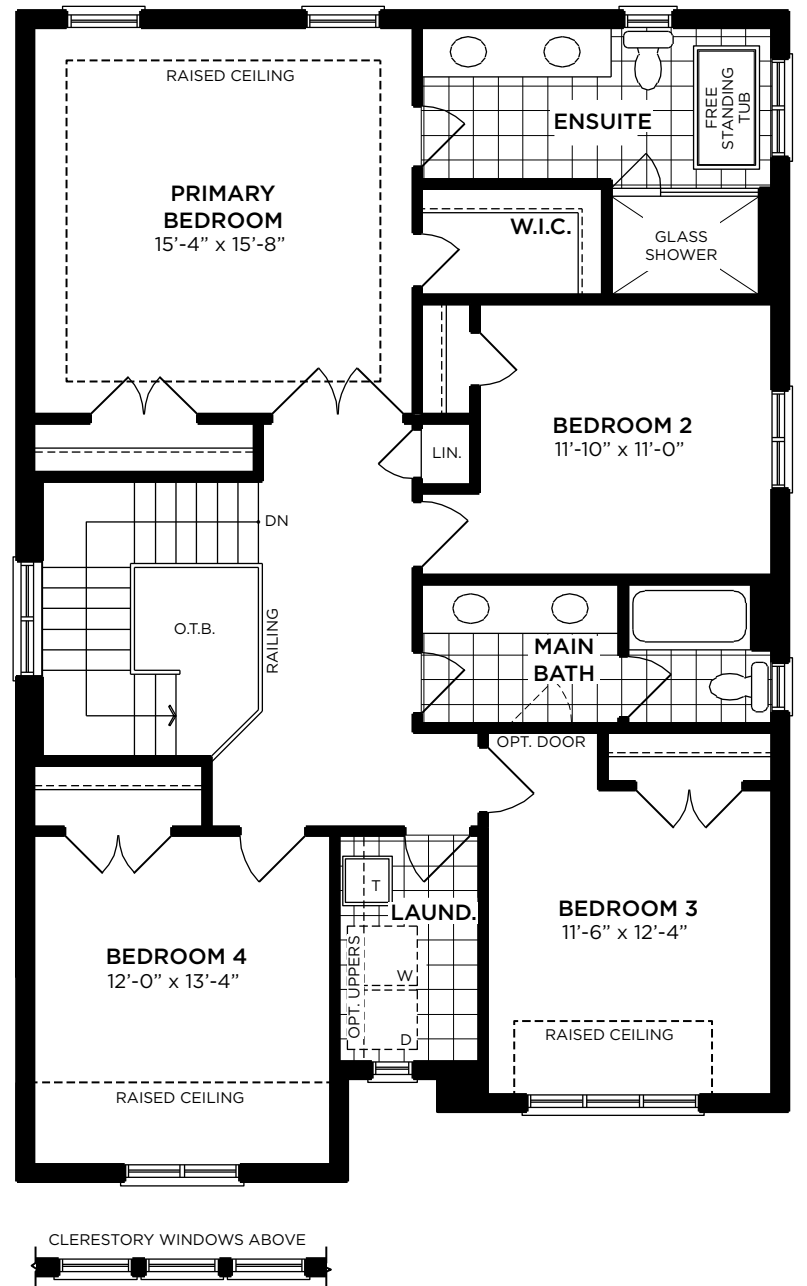 RAISED CEILING
PRIMARY
BEDROOM
15’-4” x 15’-8”
ENSUITE
FREE
STANDING
TUB
W.I.C.
GLASS
SHOWER
BEDROOM 2
11’-10” x 11’-0”
LIN.
DN
O.T.B.
RAILING
MAIN
BATH
OPT. DOOR
T
LAUND.
OPT. UPPERS
W
D
BEDROOM 3
11’-6” x 12’-4”
RAISED CEILING
BEDROOM 4
12’-0” x 13’-4”
RAISED CEILING
CLERESTORY WINDOWS ABOVE